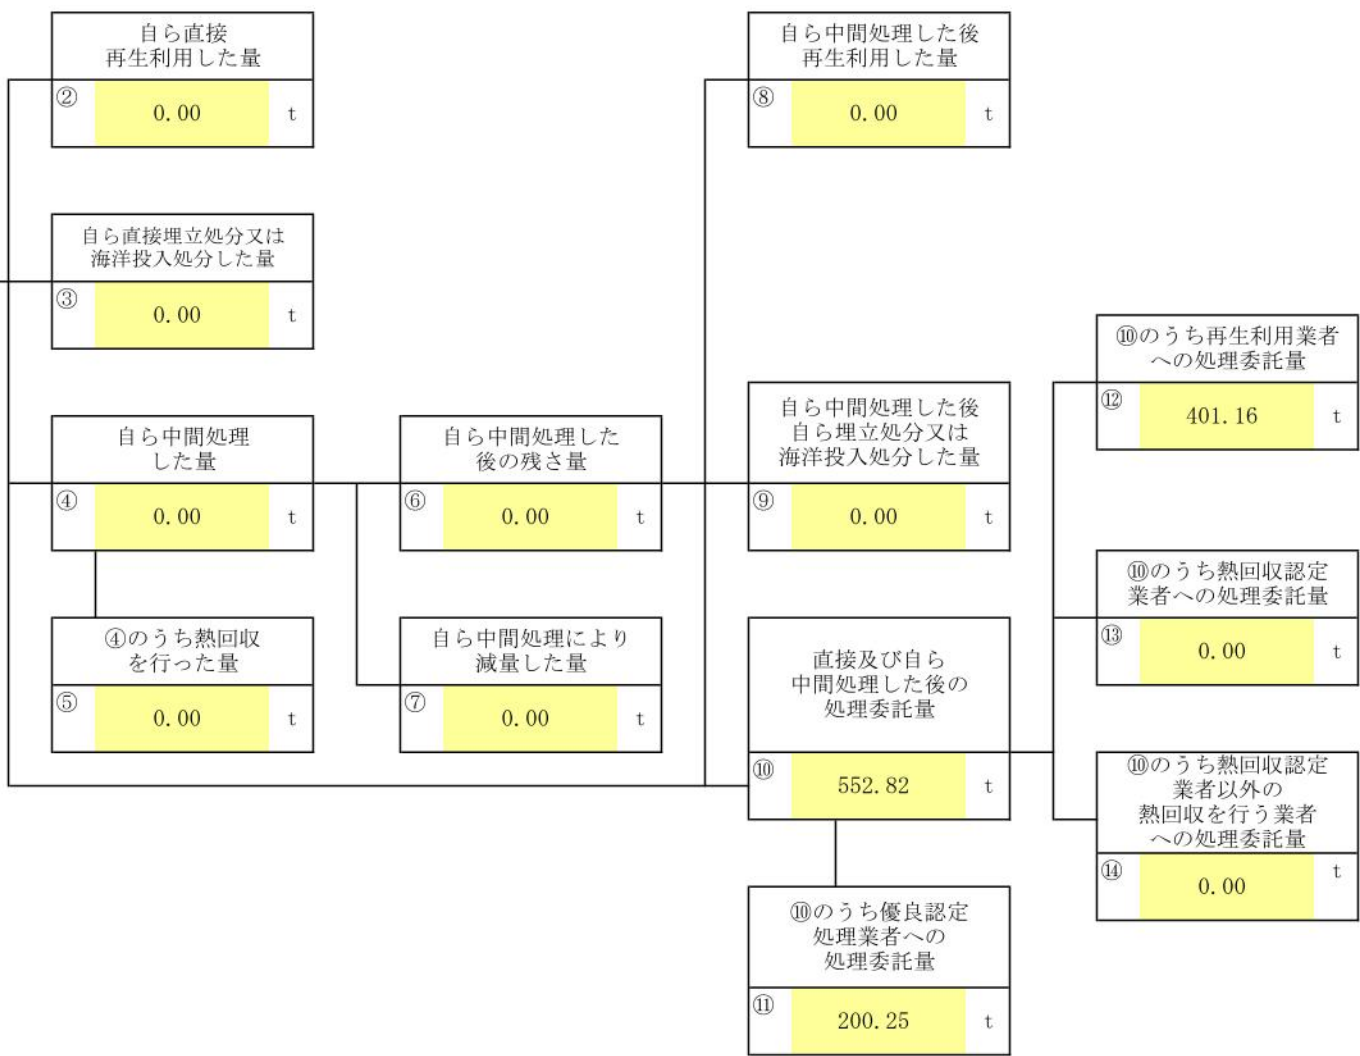 自ら直接
再生利用した量
②
0.00
t
自ら中間処理した後
再生利用した量
⑧
0.00
t
自ら直接埋立処分又は
海洋投入処分した量
③
0.00
t
⑩のうち再生利用業者
への処理委託量
⑫
401.16
t
自ら中間処理
した量
④
0.00
t
自ら中間処理した
後の残さ量
⑥
0.00
t
自ら中間処理した後
自ら埋立処分又は
海洋投入処分した量
⑨
0.00
t
⑩のうち熱回収認定
業者への処理委託量
⑬
0.00
t
④のうち熱回収
を行った量
⑤
0.00
t
自ら中間処理により
減量した量
⑦
0.00
t
直接及び自ら
中間処理した後の
処理委託量
⑩
552.82
t
⑩のうち熱回収認定
業者以外の
熱回収を行う業者
への処理委託量
⑭
0.00
t
⑩のうち優良認定
処理業者への
処理委託量
⑪
200.25
t